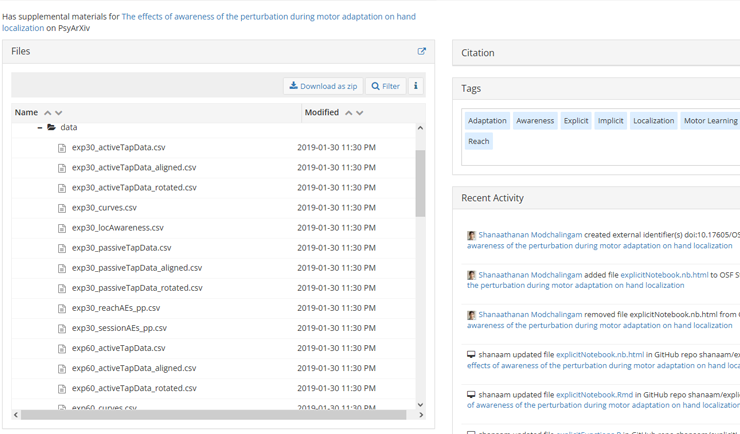 Has supplemental materials for The effects of awareness of the perturbation during motor adaptation on hand
localization on PsyArXiv
Files
Download as zip
Filter
i
Name
Modified
data
exp30_activeTapData.csv 2019-01-30 11:30 PM
exp30_activeTapData_aligned.csv 2019-01-30 11:30 PM
exp30_activeTapData_rotated.csv 2019-01-30 11:30 PM
exp30_curves.csv 2019-01-30 11:30 PM
exp30_locAwareness.csv 2019-01-30 11:30 PM
exp30_passiveTapData.csv 2019-01-30 11:30 PM
exp30_passiveTapData_aligned.csv 2019-01-30 11:30 PM
exp30_passiveTapData_rotated.csv 2019-01-30 11:30 PM
exp30_reachAEs_pp.csv 2019-01-30 11:30 PM
exp30_sessionAEs_pp.csv 2019-01-30 11:30 PM
exp60_activeTapData.csv 2019-01-30 11:30 PM
exp60_activeTapData_aligned.csv 2019-01-30 11:30 PM
exp60_activeTapData_rotated.csv 2019-01-30 11:30 PM
exp60_curves.csv 2019-01-30 11:30 PM
Citation
Tags
Adaptation Awareness Explicit Implicit Localization Motor Learning
Reach
Recent Activity
Shanaathanan Modchalingam created external identifier(s) doi:10.17605/OS
awareness of the perturbation during motor adaptation on hand localization
Shanaathanan Modchalingam added file explicitNotebook.nb.html to OSF S
the perturbation during motor adaptation on hand localization
Shanaathanan Modchalingam removed file explicitNotebook.nb.html from
awareness of the perturbation during motor adaptation on hand localization
shanaam updated file explicitNotebook.nb.html in GitHub repo shanaam/ex
effects of awareness of the perturbation during motor adaptation on hand loca
shanaam updated file explicitNotebook.Rmd in GitHub repo shanaam/explic
of awareness of the perturbation during motor adaptation on hand localization